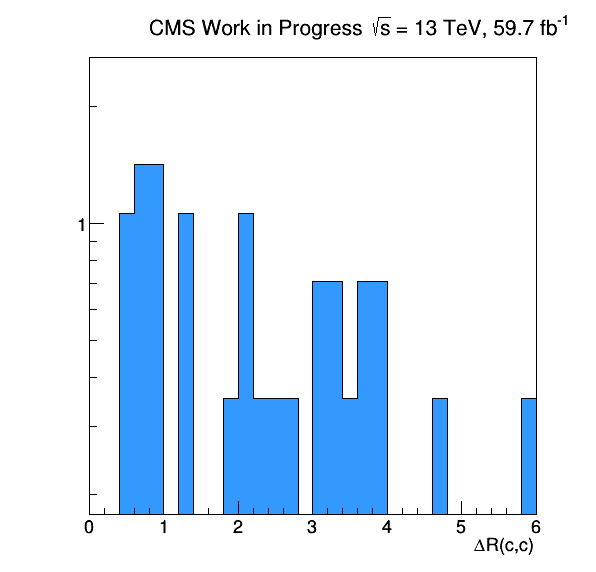 CMS Work in Progress √s = 13 TeV, 59.7 fb⁻¹
1
0 1 2 3 4 5 6
ΔR(c,c)